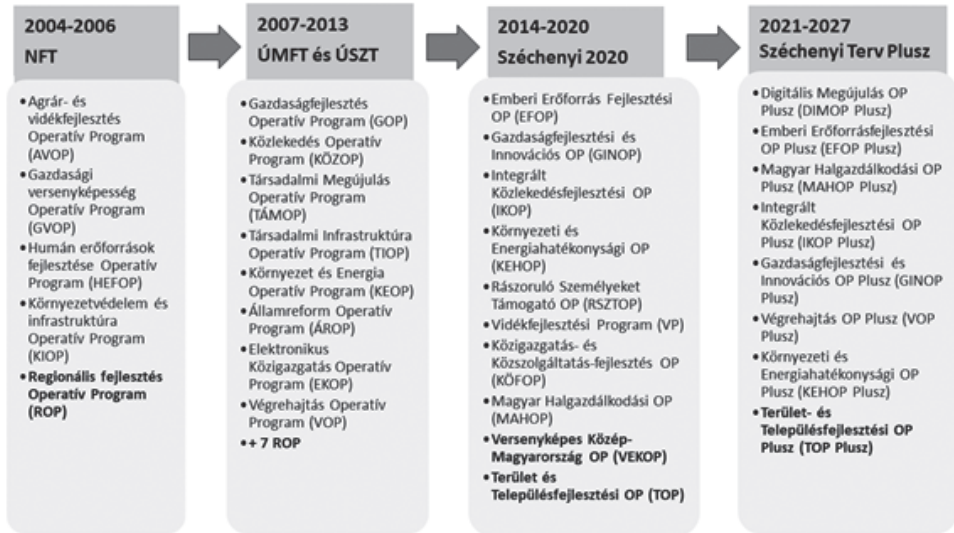 2004-2006
NFT
•Agrár- és
vidékfejlesztés
Operatív Program
(AVOP)
•Gazdasági
versenyképesség
Operatív Program
(GVOP)
•Humán erőforrások
fejlesztése Operatív
Program (HEFOP)
•Környezetvédelem és
infrastruktúra
Operatív Program
(KIOP)
•Regionális fejlesztés
Operatív Program
(ROP)
2007-2013
ÚMFT és ÚSZT
•Gazdaságfejlesztés
Operatív Program (GOP)
•Közlekedés Operatív
Program (KÖZOP)
•Társadalmi Megújulás
Operatív Program
(TÁMOP)
•Társadalmi Infrastruktúra
Operatív Program (TIOP)
•Környezet és Energia
Operatív Program (KEOP)
•Államreform Operatív
Program (ÁROP)
•Elektronikus
Közigazgatás Operatív
Program (EKOP)
•Végrehajtás Operatív
Program (VOP)
•+ 7 ROP
2014-2020
Széchenyi 2020
•Emberi Erőforrás Fejlesztési
OP (EFOP)
•Gazdaságfejlesztési és
Innovációs OP (GINOP)
•Integrált
Közlekedésfejlesztési OP
(IKOP)
•Környezeti és
Energiahatékonysági OP
(KEHOP)
•Rászoruló Személyeket
Támogató OP (RSZTOP)
•Vidékfejlesztési Program (VP)
•Közigazgatás- és
Közszolgáltatás-fejlesztés OP
(KÖFOP)
•Magyar Halgazdálkodási OP
(MAHOP)
•Versenyképes Közép-
Magyarország OP (VEKOP)
•Terület és
Településfejlesztési OP (TOP)
2021-2027
Széchenyi Terv Plusz
•Digitális Megújulás OP
Plusz (DIMOP Plusz)
•Emberi Erőforrásfejlesztési
OP Plusz (EFOP Plusz)
•Magyar Halgazdálkodási OP
Plusz (MAHOP Plusz)
•Integrált
Közlekedésfejlesztési OP
Plusz (IKOP Plusz)
•Gazdaságfejlesztési és
Innovációs OP Plusz (GINOP
Plusz)
•Végrehajtás OP Plusz (VOP
Plusz)
•Környezeti és
Energiahatékonysági OP
Plusz (KEHOP Plusz)
•Terület- és
Településfejlesztési OP
Plusz (TOP Plusz)